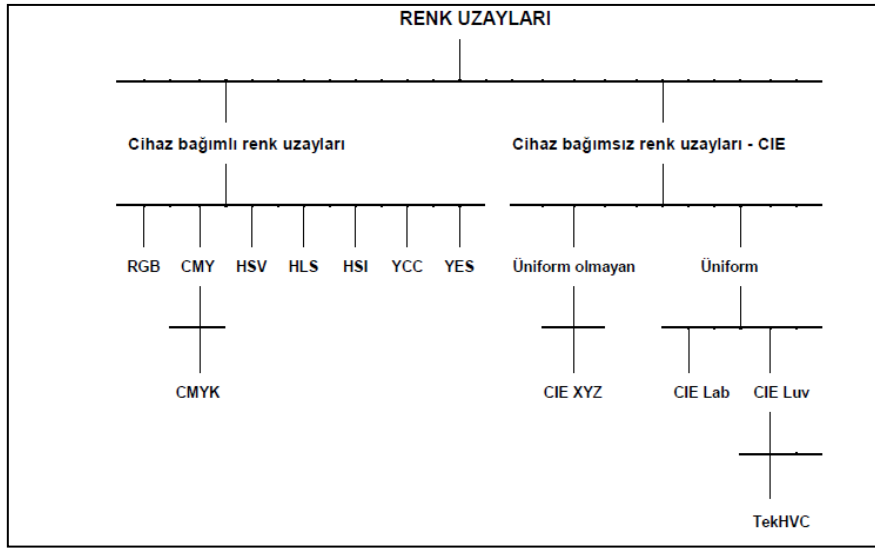 RENK UZAYLARI
Cihaz bağımlı renk uzayları
Cihaz bağımsız renk uzayları - CIE
RGB CMY HSV HLS HSI YCC YES
Üniform olmayan
Üniform
CMYK
CIE XYZ
CIE Lab
CIE Luv
TekHVC